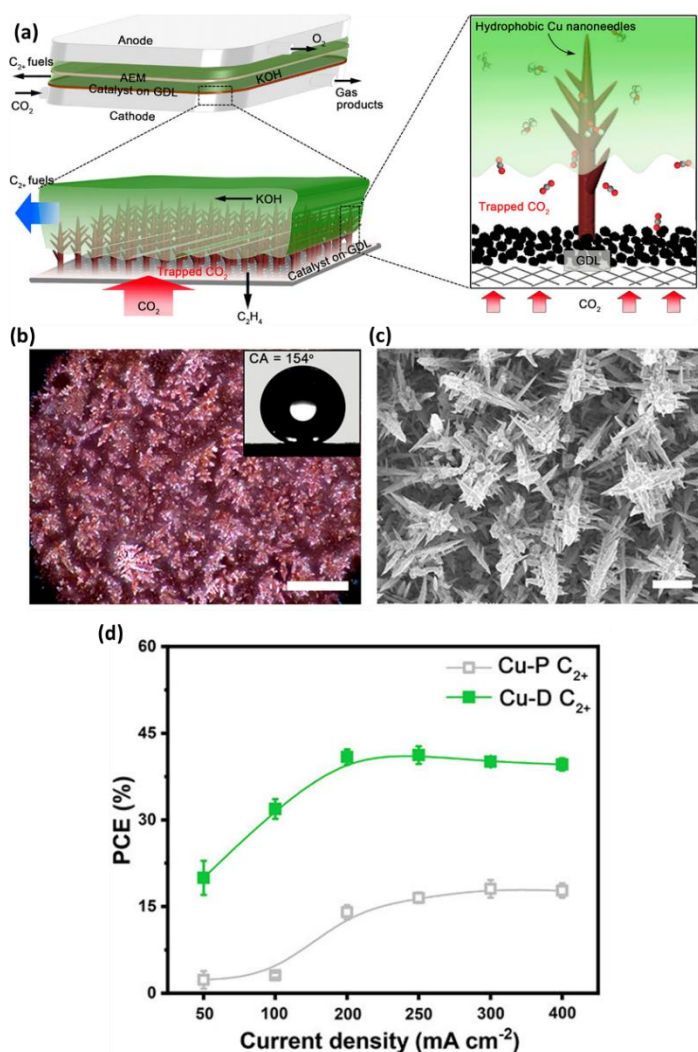 (a)
Anode
O₂
C₂₊ fuels
AEM
KOH
Catalyst on GDL
CO₂
Gas products
Cathode
C₂₊ fuels
KOH
Trapped CO₂
Catalyst on GDL
CO₂
C₂H₄
Hydrophobic Cu nanoneedles
Trapped CO₂
GDL
CO₂
(b)
CA = 154°
(c)
(d)
60
45
30
15
0
PCE (%)
Cu-P C₂₊
Cu-D C₂₊
50 100 200 250 300 400
Current density (mA cm⁻²)